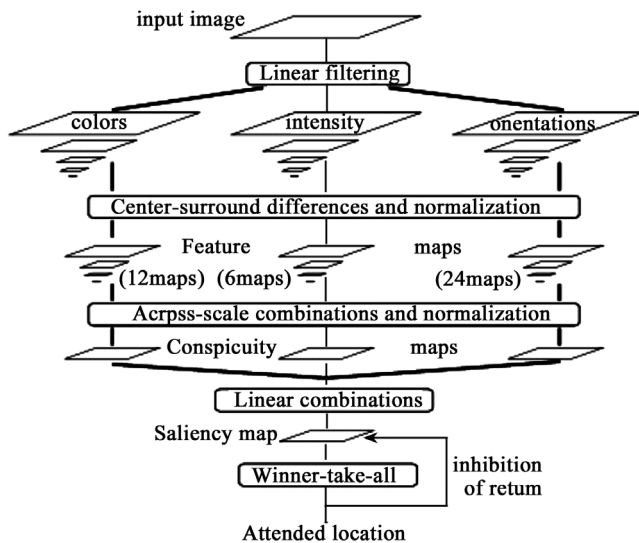 input image
Linear filtering
colors intensity onentations
Center-surround differences and normalization
Feature maps
(12maps) (6maps) (24maps)
Acrpss-scale combinations and normalization
Conspicuity maps
Linear combinations
Saliency map
Winner-take-all
inhibition
of retum
Attended location